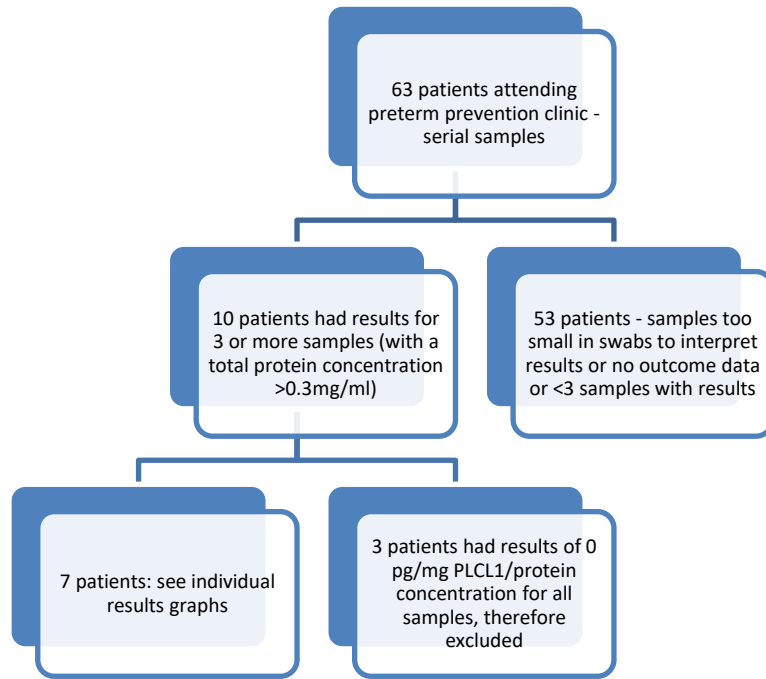 63 patients attending
preterm prevention clinic -
serial samples
10 patients had results for
3 or more samples (with a
total protein concentration
>0.3mg/ml)
53 patients - samples too
small in swabs to interpret
results or no outcome data
or <3 samples with results
7 patients: see individual
results graphs
3 patients had results of 0
pg/mg PLCL1/protein
concentration for all
samples, therefore
excluded